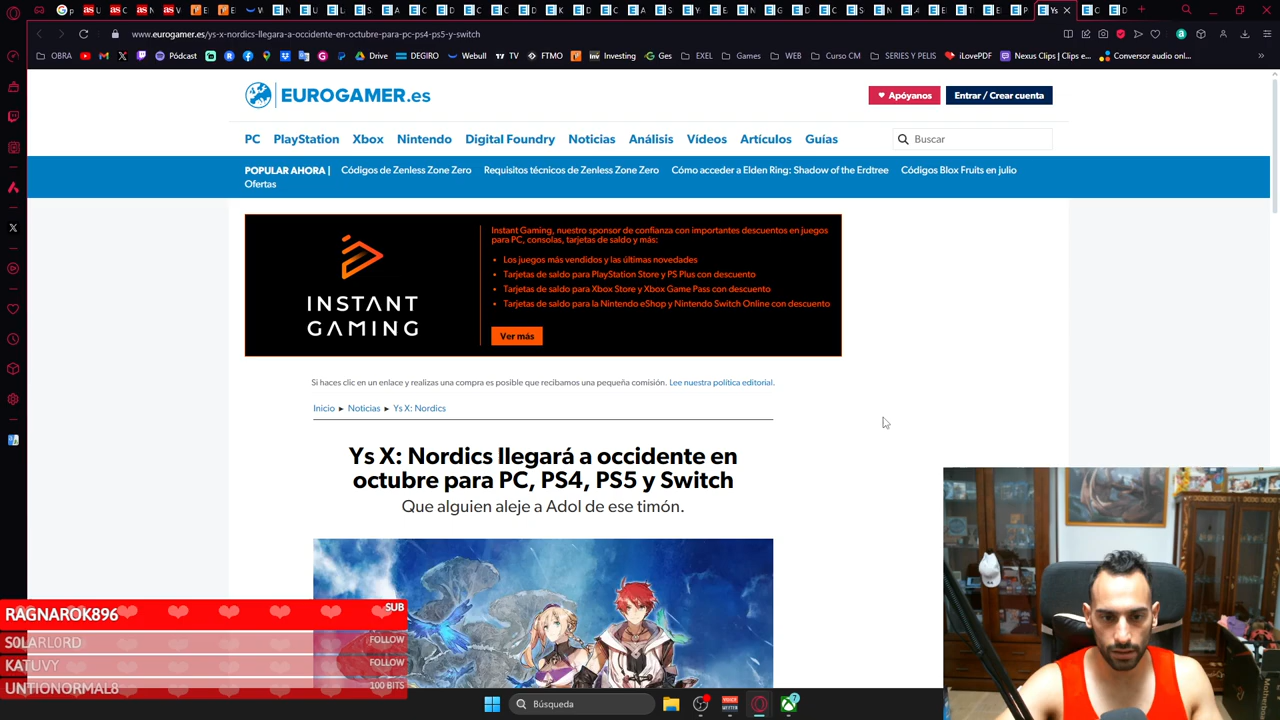 www.eurogamer.es/ys-x-nordics-llegara-a-occidente-en-octubre-para-pc-ps4-ps5-y-switch
OBRA
Pódcast
Drive
DEGIRO
Webull
TV
FTMO
Inv Investing
Ges
EXEL
Games
WEB
Curso CM
SERIES Y PELIS
iLovePDF
Nexus Clips | Clips e...
Conversor audio onl...
EUROGAMER.es
Apóyanos
Entrar / Crear cuenta
PC PlayStation Xbox Nintendo Digital Foundry Noticias Análisis Vídeos Artículos Guías
Buscar
POPULAR AHORA | Códigos de Zenless Zone Zero Requisitos técnicos de Zenless Zone Zero Cómo acceder a Elden Ring: Shadow of the Erdtree Códigos Blox Fruits en julio
Ofertas
INSTANT
GAMING
Instant Gaming, nuestro sponsor de confianza con importantes descuentos en juegos
para PC, consolas, tarjetas de saldo y más:
• Los juegos más vendidos y las últimas novedades
• Tarjetas de saldo para PlayStation Store y PS Plus con descuento
• Tarjetas de saldo para Xbox Store y Xbox Game Pass con descuento
• Tarjetas de saldo para la Nintendo eShop y Nintendo Switch Online con descuento
Ver más
Si haces clic en un enlace y realizas una compra es posible que recibamos una pequeña comisión. Lee nuestra política editorial.
Inicio ► Noticias ► Ys X: Nordics
Ys X: Nordics llegará a occidente en
octubre para PC, PS4, PS5 y Switch
Que alguien aleje a Adol de ese timón.
RAGNAROK896 SUB
S0LARL0RD FOLLOW
KATUVY FOLLOW
UNTIONORMAL8 100 BITS
Búsqueda